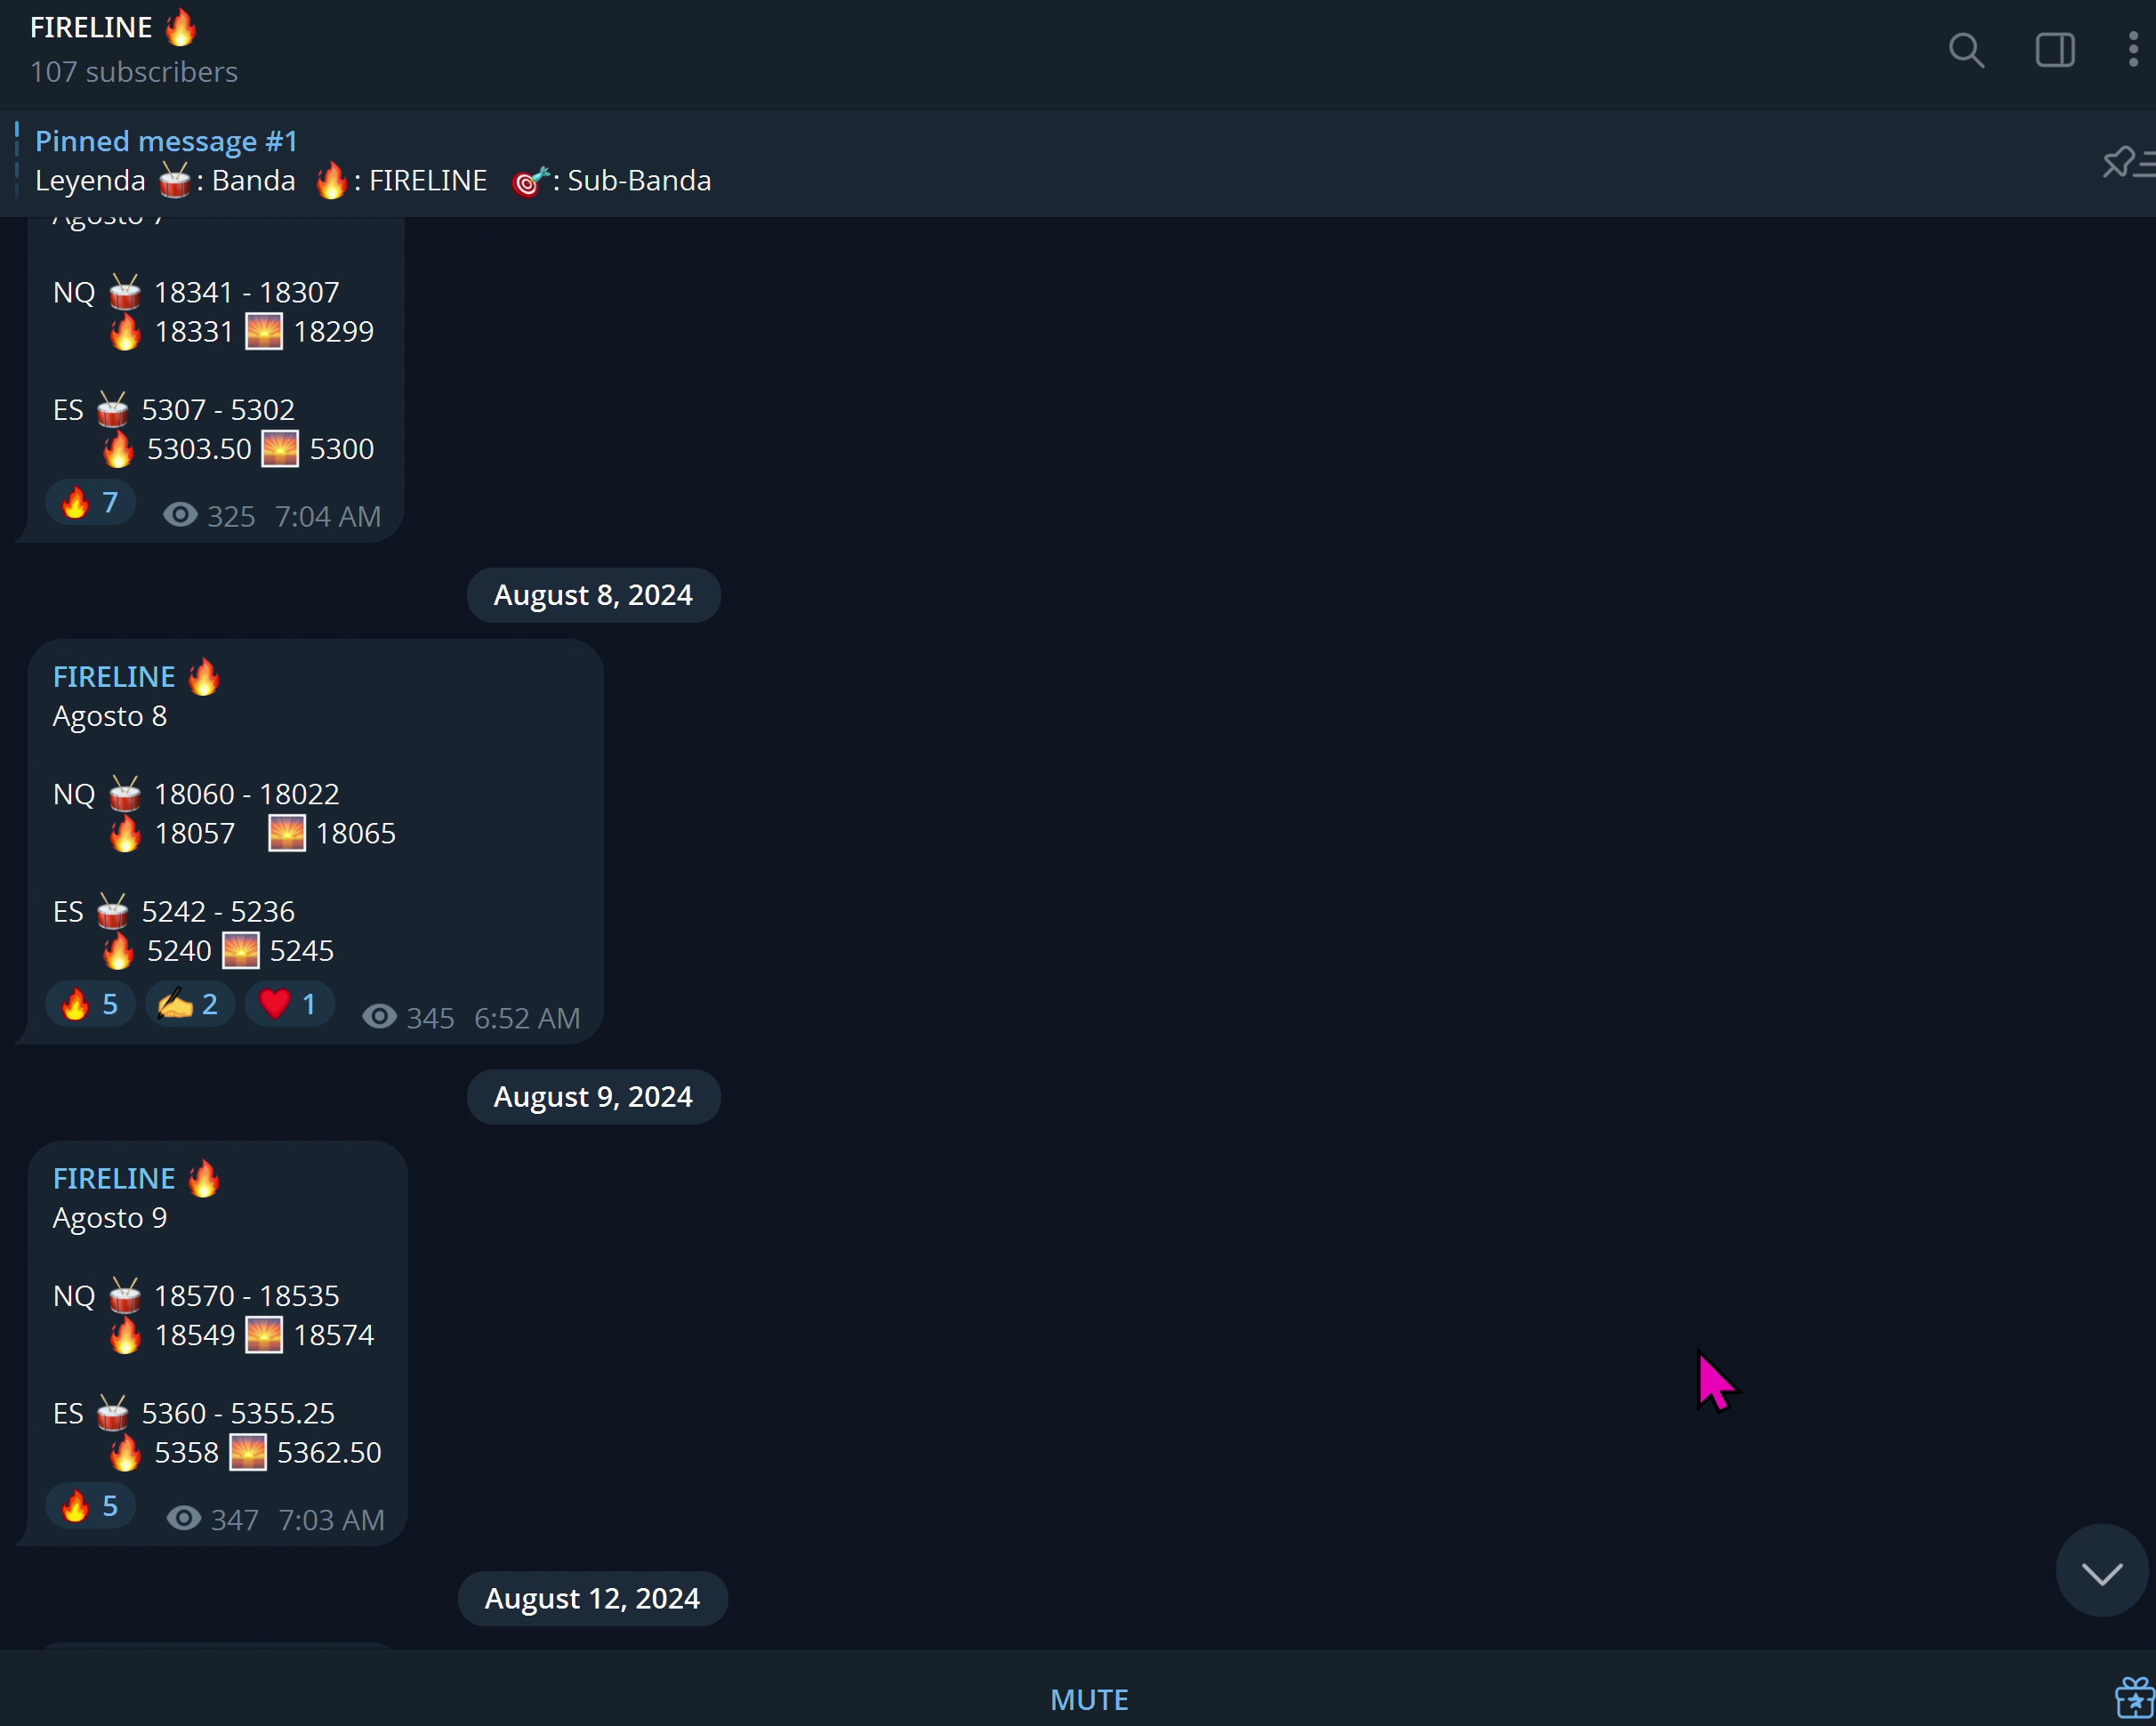 FIRELINE 🔥
107 subscribers
Pinned message #1
Leyenda 🥁: Banda 🔥: FIRELINE 🎯: Sub-Banda
Agosto 7
NQ 🥁 18341 - 18307
🔥 18331 🌅 18299
ES 🥁 5307 - 5302
🔥 5303.50 🌅 5300
🔥 7 325 7:04 AM
August 8, 2024
FIRELINE 🔥
Agosto 8
NQ 🥁 18060 - 18022
🔥 18057 🌅 18065
ES 🥁 5242 - 5236
🔥 5240 🌅 5245
🔥 5 ✍️ 2 ❤️ 1 345 6:52 AM
August 9, 2024
FIRELINE 🔥
Agosto 9
NQ 🥁 18570 - 18535
🔥 18549 🌅 18574
ES 🥁 5360 - 5355.25
🔥 5358 🌅 5362.50
🔥 5 347 7:03 AM
August 12, 2024
MUTE